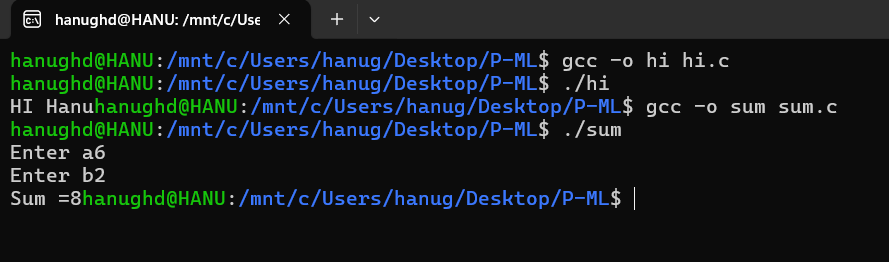 hanughd@HANU: /mnt/c/Use
hanughd@HANU:/mnt/c/Users/hanug/Desktop/P-ML$ gcc -o hi hi.c
hanughd@HANU:/mnt/c/Users/hanug/Desktop/P-ML$ ./hi
HI Hanuhanughd@HANU:/mnt/c/Users/hanug/Desktop/P-ML$ gcc -o sum sum.c
hanughd@HANU:/mnt/c/Users/hanug/Desktop/P-ML$ ./sum
Enter a6
Enter b2
Sum =8hanughd@HANU:/mnt/c/Users/hanug/Desktop/P-ML$